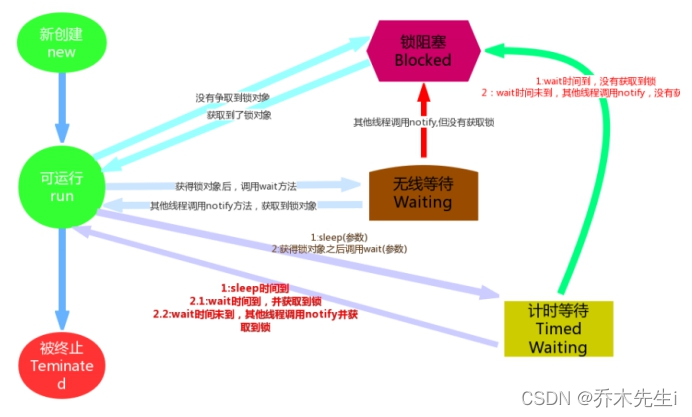 新创建
new
锁阻塞
Blocked
1:wait时间到，没有获取到锁
2：wait时间未到，其他线程调用notify，没有获
没有争取到锁对象
获取到了锁对象
其他线程调用notify,但没有获取锁
可运行
run
获得锁对象后，调用wait方法
其他线程调用notify方法，获取到锁对象
无线等待
Waiting
1:sleep(参数)
2:获得锁对象之后调用wait(参数)
1:sleep时间到
2.1:wait时间到，并获取到锁
2.2:wait时间未到，其他线程调用notify并获
取到锁
计时等待
Timed
Waiting
被终止
Teminate
d
CSDN @乔木先生i